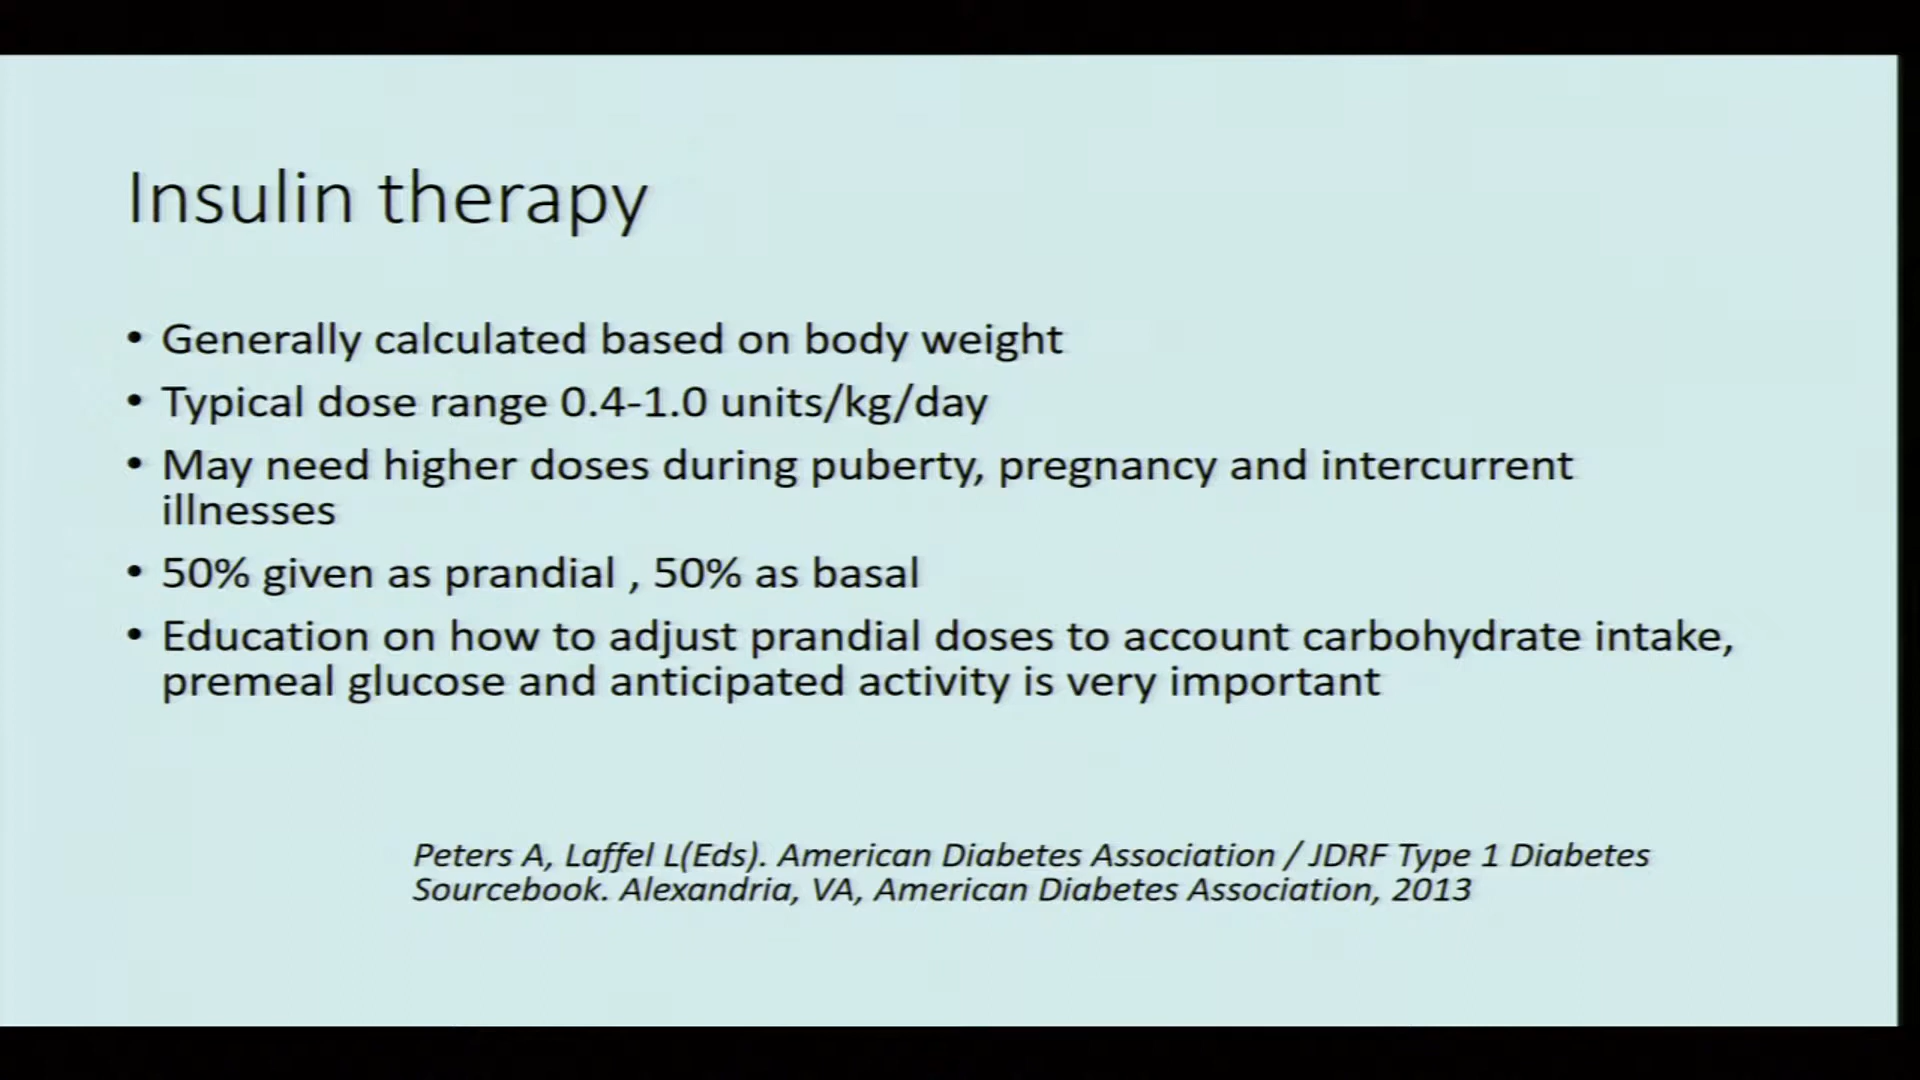 Insulin therapy
• Generally calculated based on body weight
• Typical dose range 0.4-1.0 units/kg/day
• May need higher doses during puberty, pregnancy and intercurrent
illnesses
• 50% given as prandial , 50% as basal
• Education on how to adjust prandial doses to account carbohydrate intake,
premeal glucose and anticipated activity is very important
Peters A, Laffel L(Eds). American Diabetes Association / JDRF Type 1 Diabetes
Sourcebook. Alexandria, VA, American Diabetes Association, 2013